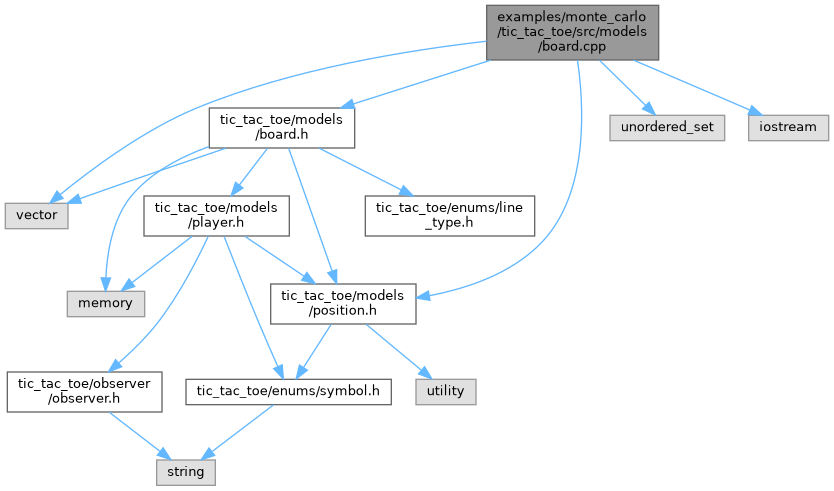 examples/monte_carlo
/tic_tac_toe/src/models
/board.cpp
tic_tac_toe/models
/board.h
unordered_set
iostream
vector
tic_tac_toe/models
/player.h
tic_tac_toe/enums/line
_type.h
memory
tic_tac_toe/models
/position.h
tic_tac_toe/observer
/observer.h
tic_tac_toe/enums/symbol.h
utility
string